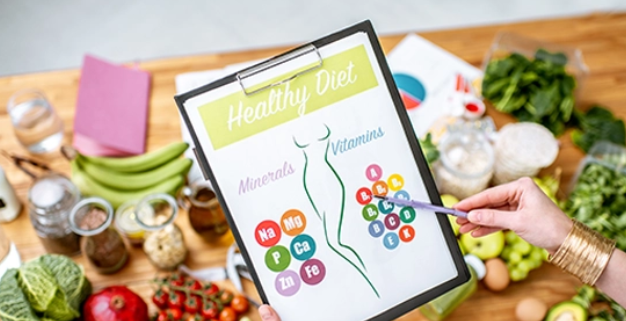 Healthy Diet
Minerals
Vitamins
Na Mg
P Ca
Zn Fe
A